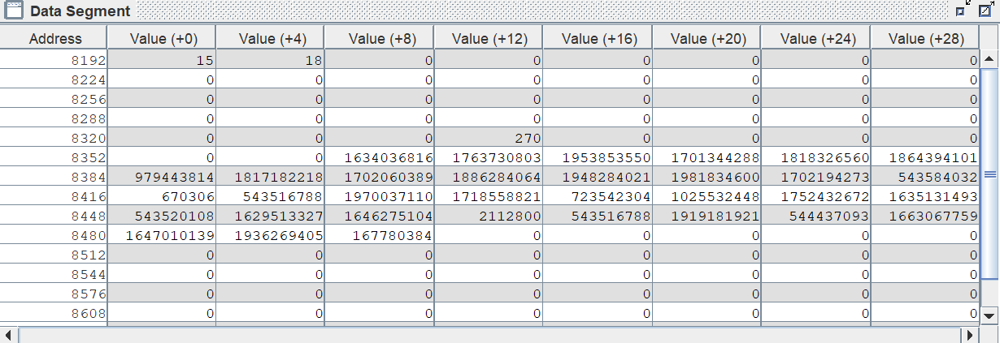 Data Segment
Address Value (+0) Value (+4) Value (+8) Value (+12) Value (+16) Value (+20) Value (+24) Value (+28)
8192 15 18 0 0 0 0 0 0
8224 0 0 0 0 0 0 0 0
8256 0 0 0 0 0 0 0 0
8288 0 0 0 0 0 0 0 0
8320 0 0 0 270 0 0 0 0
8352 0 0 1634036816 1763730803 1953853550 1701344288 1818326560 1864394101
8384 979443814 1817182218 1702060389 1886284064 1948284021 1981834600 1702194273 543584032
8416 670306 543516788 1970037110 1718558821 723542304 1025532448 1752432672 1635131493
8448 543520108 1629513327 1646275104 2112800 543516788 1919181921 544437093 1663067759
8480 1647010139 1936269405 167780384 0 0 0 0 0
8512 0 0 0 0 0 0 0 0
8544 0 0 0 0 0 0 0 0
8576 0 0 0 0 0 0 0 0
8608 0 0 0 0 0 0 0 0